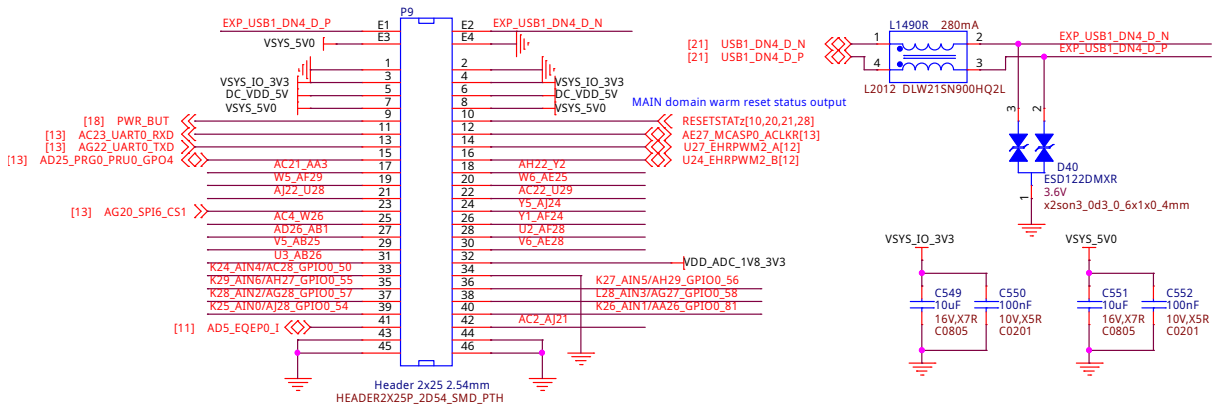 P9
EXP_USB1_DN4_D_P E1 E2 EXP_USB1_DN4_D_N
VSYS_5V0 E3 E4
1 2
VSYS_IO_3V3 3 4 VSYS_IO_3V3
DC_VDD_5V 5 6 DC_VDD_5V
VSYS_5V0 7 8 VSYS_5V0
MAIN domain warm reset status output
[18] PWR_BUT 9 10 RESETSTATz[10,20,21,28]
[13] AC23_UART0_RXD 11 12 AE27_MCASP0_ACLKR[13]
[13] AG22_UART0_TXD 13 14 U27_EHRPWM2_A[12]
[13] AD25_PRG0_PRU0_GPO4 15 16 U24_EHRPWM2_B[12]
AC21_AA3 17 18 AH22_Y2
W5_AF29 19 20 W6_AE25
AJ22_U28 21 22 AC22_U29
[13] AG20_SPI6_CS1 23 24 Y5_AJ24
AC4_W26 25 26 Y1_AF24
AD26_AB1 27 28 U2_AF28
V5_AB25 29 30 V6_AE28
U3_AB26 31 32 VDD_ADC_1V8_3V3
K24_AIN4/AC28_GPIO0_50 33 34
K29_AIN6/AH27_GPIO0_55 35 36 K27_AIN5/AH29_GPIO0_56
K28_AIN2/AG28_GPIO0_57 37 38 L28_AIN3/AG27_GPIO0_58
K25_AIN0/AJ28_GPIO0_54 39 40 K26_AIN1/AA26_GPIO0_81
[11] AD5_EQEP0_I 41 42 AC2_AJ21
43 44
45 46
Header 2x25 2.54mm
HEADER2X25P_2D54_SMD_PTH
L1490R 280mA
[21] USB1_DN4_D_N 1 2 EXP_USB1_DN4_D_N
[21] USB1_DN4_D_P 4 3 EXP_USB1_DN4_D_P
L2012 DLW21SN900HQ2L
3 2
D40
ESD122DMXR
3.6V
x2son3_0d3_0_6x1x0_4mm
1
VSYS_IO_3V3
C549 C550
10uF 100nF
16V,X7R 10V,X5R
C0805 C0201
VSYS_5V0
C551 C552
10uF 100nF
16V,X7R 10V,X5R
C0805 C0201